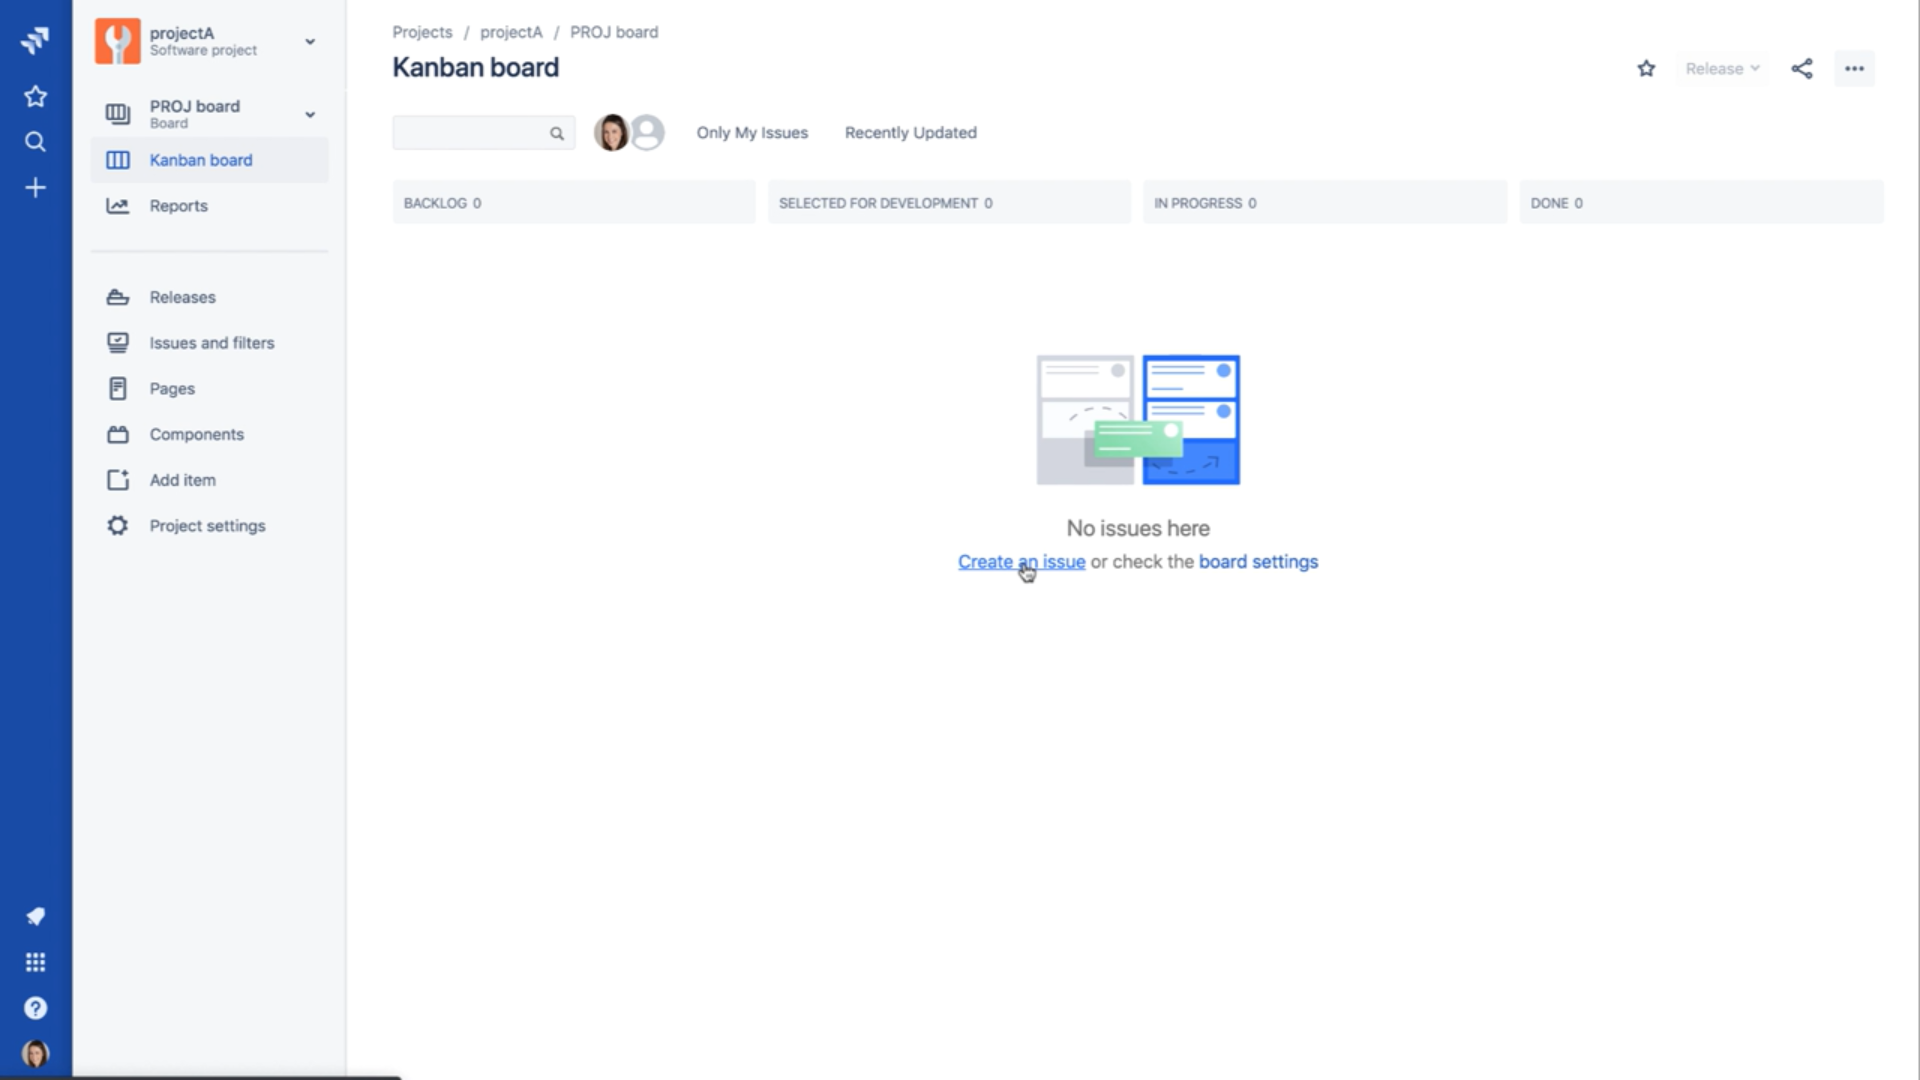 projectA
Software project
PROJ board
Board
Kanban board
Reports
Releases
Issues and filters
Pages
Components
Add item
Project settings
Projects / projectA / PROJ board
Kanban board
Release
Only My Issues Recently Updated
BACKLOG 0 SELECTED FOR DEVELOPMENT 0 IN PROGRESS 0 DONE 0
No issues here
Create an issue or check the board settings